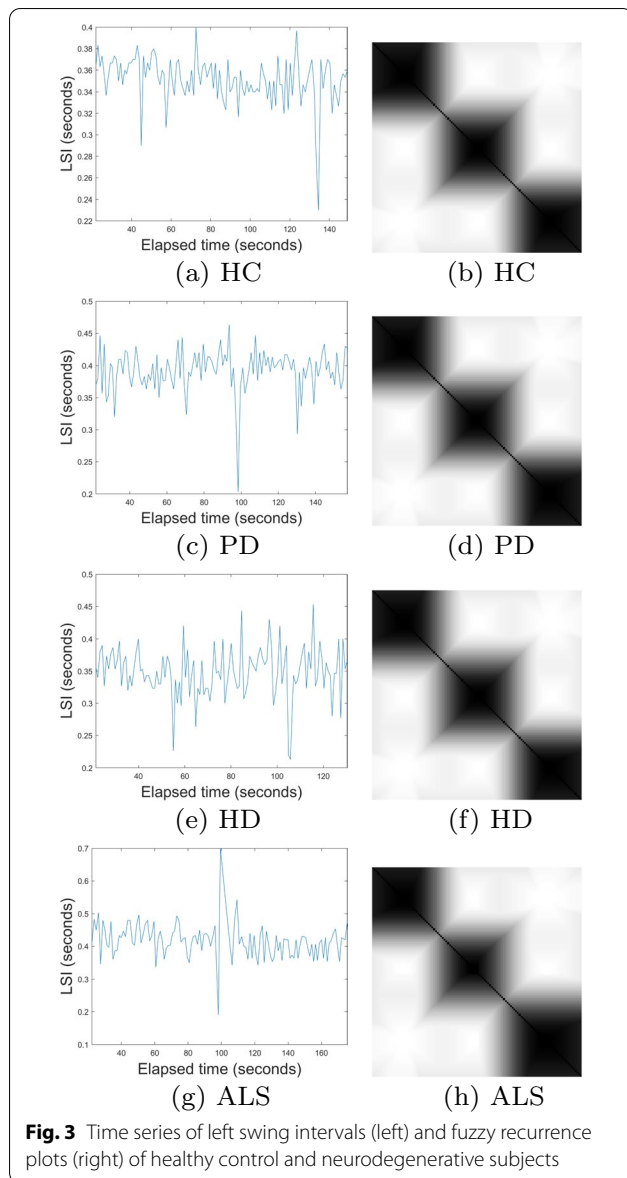 0.4
0.38
0.36
0.34
0.32
0.3
0.28
0.26
0.24
0.22
LSI (seconds)
40 60 80 100 120 140
Elapsed time (seconds)
(a) HC
(b) HC
0.5
0.45
0.4
0.35
0.3
0.25
0.2
LSI (seconds)
40 60 80 100 120 140
Elapsed time (seconds)
(c) PD
(d) PD
0.5
0.45
0.4
0.35
0.3
0.25
0.2
LSI (seconds)
40 60 80 100 120
Elapsed time (seconds)
(e) HD
(f) HD
0.7
0.6
0.5
0.4
0.3
0.2
0.1
LSI (seconds)
40 60 80 100 120 140 160
Elapsed time (seconds)
(g) ALS
(h) ALS
Fig. 3 Time series of left swing intervals (left) and fuzzy recurrence
plots (right) of healthy control and neurodegenerative subjects